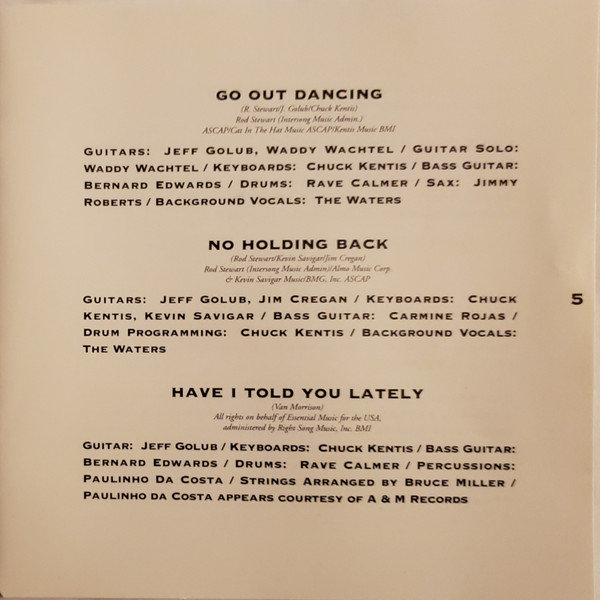 GO OUT DANCING
(R. Stewart/J. Golub/Chuck Kentis)
Rod Stewart (Intersong Music Admin.)
ASCAP/Cat In The Hat Music ASCAP/Kentis Music BMI
GUITARS: JEFF GOLUB, WADDY WACHTEL / GUITAR SOLO:
WADDY WACHTEL / KEYBOARDS: CHUCK KENTIS / BASS GUITAR:
BERNARD EDWARDS / DRUMS: RAVE CALMER / SAX: JIMMY
ROBERTS / BACKGROUND VOCALS: THE WATERS
NO HOLDING BACK
(Rod Stewart/Kevin Savigar/Jim Cregan)
Rod Stewart (Intersong Music Admin)/Almo Music Corp.
& Kevin Savigar Music/BMG, Inc. ASCAP
GUITARS: JEFF GOLUB, JIM CREGAN / KEYBOARDS: CHUCK
KENTIS, KEVIN SAVIGAR / BASS GUITAR: CARMINE ROJAS /
DRUM PROGRAMMING: CHUCK KENTIS / BACKGROUND VOCALS:
THE WATERS
5
HAVE I TOLD YOU LATELY
(Van Morrison)
All rights on behalf of Essential Music for the USA,
administered by Right Song Music, Inc. BMI
GUITAR: JEFF GOLUB / KEYBOARDS: CHUCK KENTIS / BASS GUITAR:
BERNARD EDWARDS / DRUMS: RAVE CALMER / PERCUSSIONS:
PAULINHO DA COSTA / STRINGS ARRANGED BY BRUCE MILLER /
PAULINHO DA COSTA APPEARS COURTESY OF A & M RECORDS